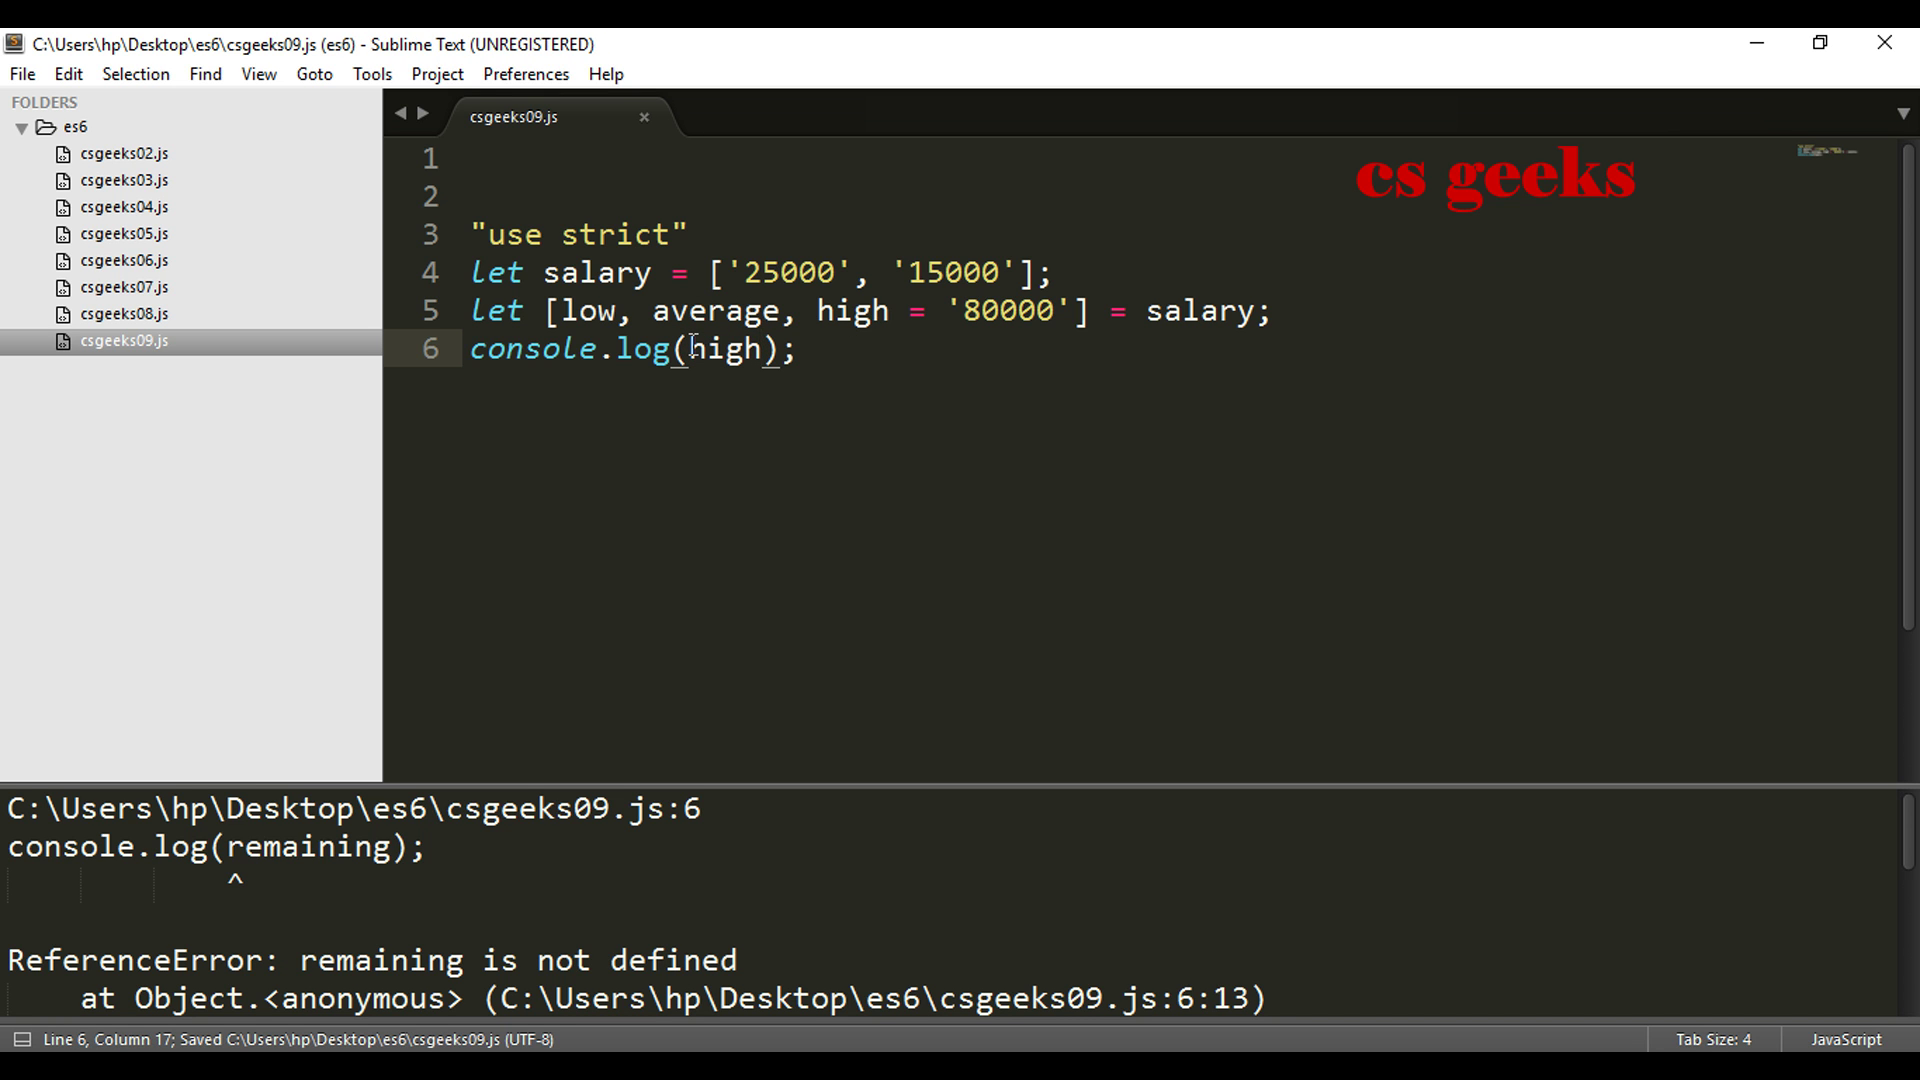 C:\Users\hp\Desktop\es6\csgeeks09.js (es6) - Sublime Text (UNREGISTERED)
File Edit Selection Find View Goto Tools Project Preferences Help
FOLDERS
es6
csgeeks02.js
csgeeks03.js
csgeeks04.js
csgeeks05.js
csgeeks06.js
csgeeks07.js
csgeeks08.js
csgeeks09.js
csgeeks09.js
cs geeks
1
2
3 "use strict"
4 let salary = ['25000', '15000'];
5 let [low, average, high = '80000'] = salary;
6 console.log(high);
C:\Users\hp\Desktop\es6\csgeeks09.js:6
console.log(remaining);
^
ReferenceError: remaining is not defined
at Object.<anonymous> (C:\Users\hp\Desktop\es6\csgeeks09.js:6:13)
Line 6, Column 17; Saved C:\Users\hp\Desktop\es6\csgeeks09.js (UTF-8) Tab Size: 4 JavaScript